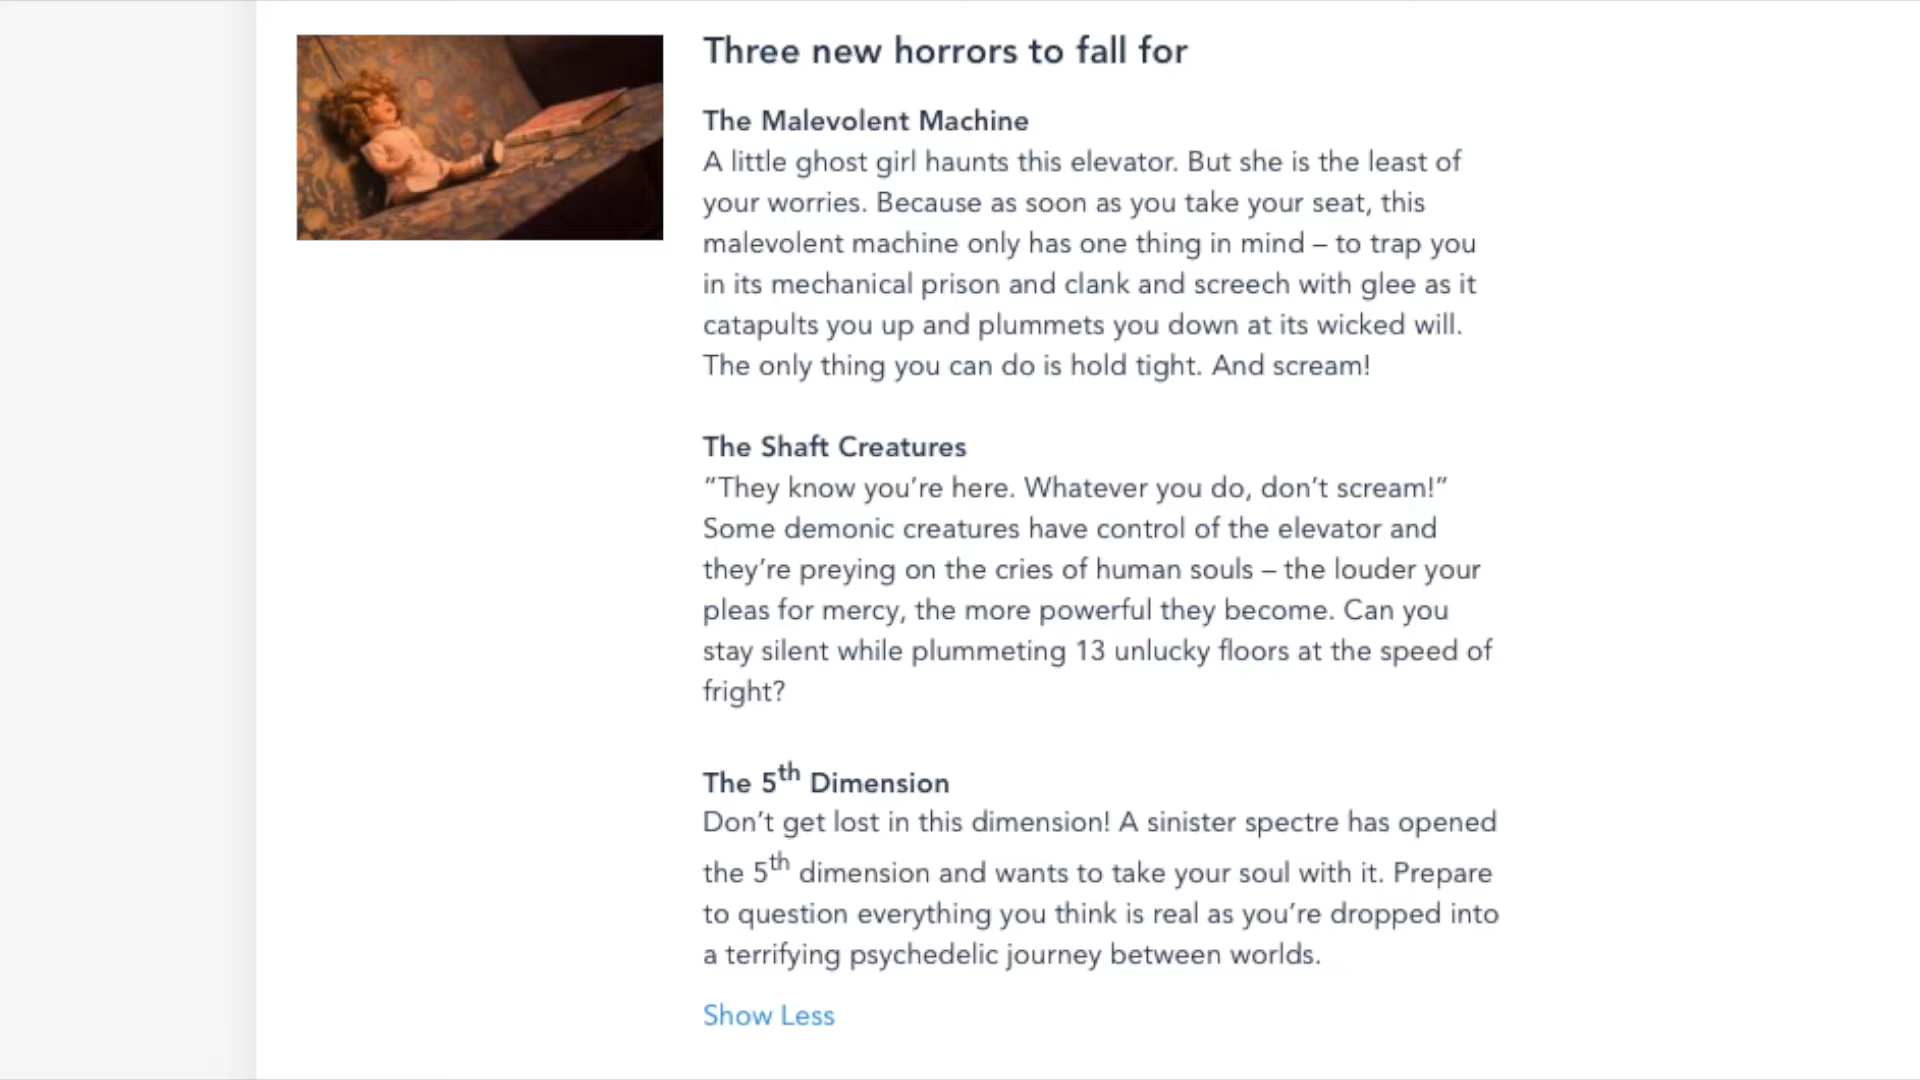 Three new horrors to fall for
The Malevolent Machine
A little ghost girl haunts this elevator. But she is the least of
your worries. Because as soon as you take your seat, this
malevolent machine only has one thing in mind – to trap you
in its mechanical prison and clank and screech with glee as it
catapults you up and plummets you down at its wicked will.
The only thing you can do is hold tight. And scream!
The Shaft Creatures
“They know you’re here. Whatever you do, don’t scream!”
Some demonic creatures have control of the elevator and
they’re preying on the cries of human souls – the louder your
pleas for mercy, the more powerful they become. Can you
stay silent while plummeting 13 unlucky floors at the speed of
fright?
The 5th Dimension
Don’t get lost in this dimension! A sinister spectre has opened
the 5th dimension and wants to take your soul with it. Prepare
to question everything you think is real as you’re dropped into
a terrifying psychedelic journey between worlds.
Show Less